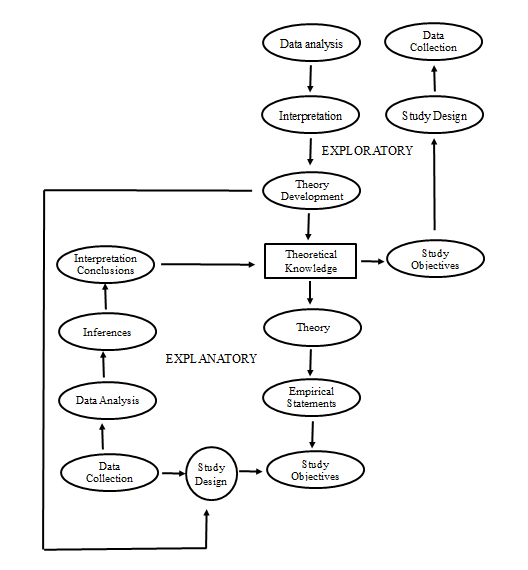 Data analysis
Data
Collection
Interpretation
Study Design
EXPLORATORY
Theory
Development
Interpretation
Conclusions
Theoretical
Knowledge
Study
Objectives
Inferences
Theory
EXPLANATORY
Data Analysis
Empirical
Statements
Data
Collection
Study
Design
Study
Objectives